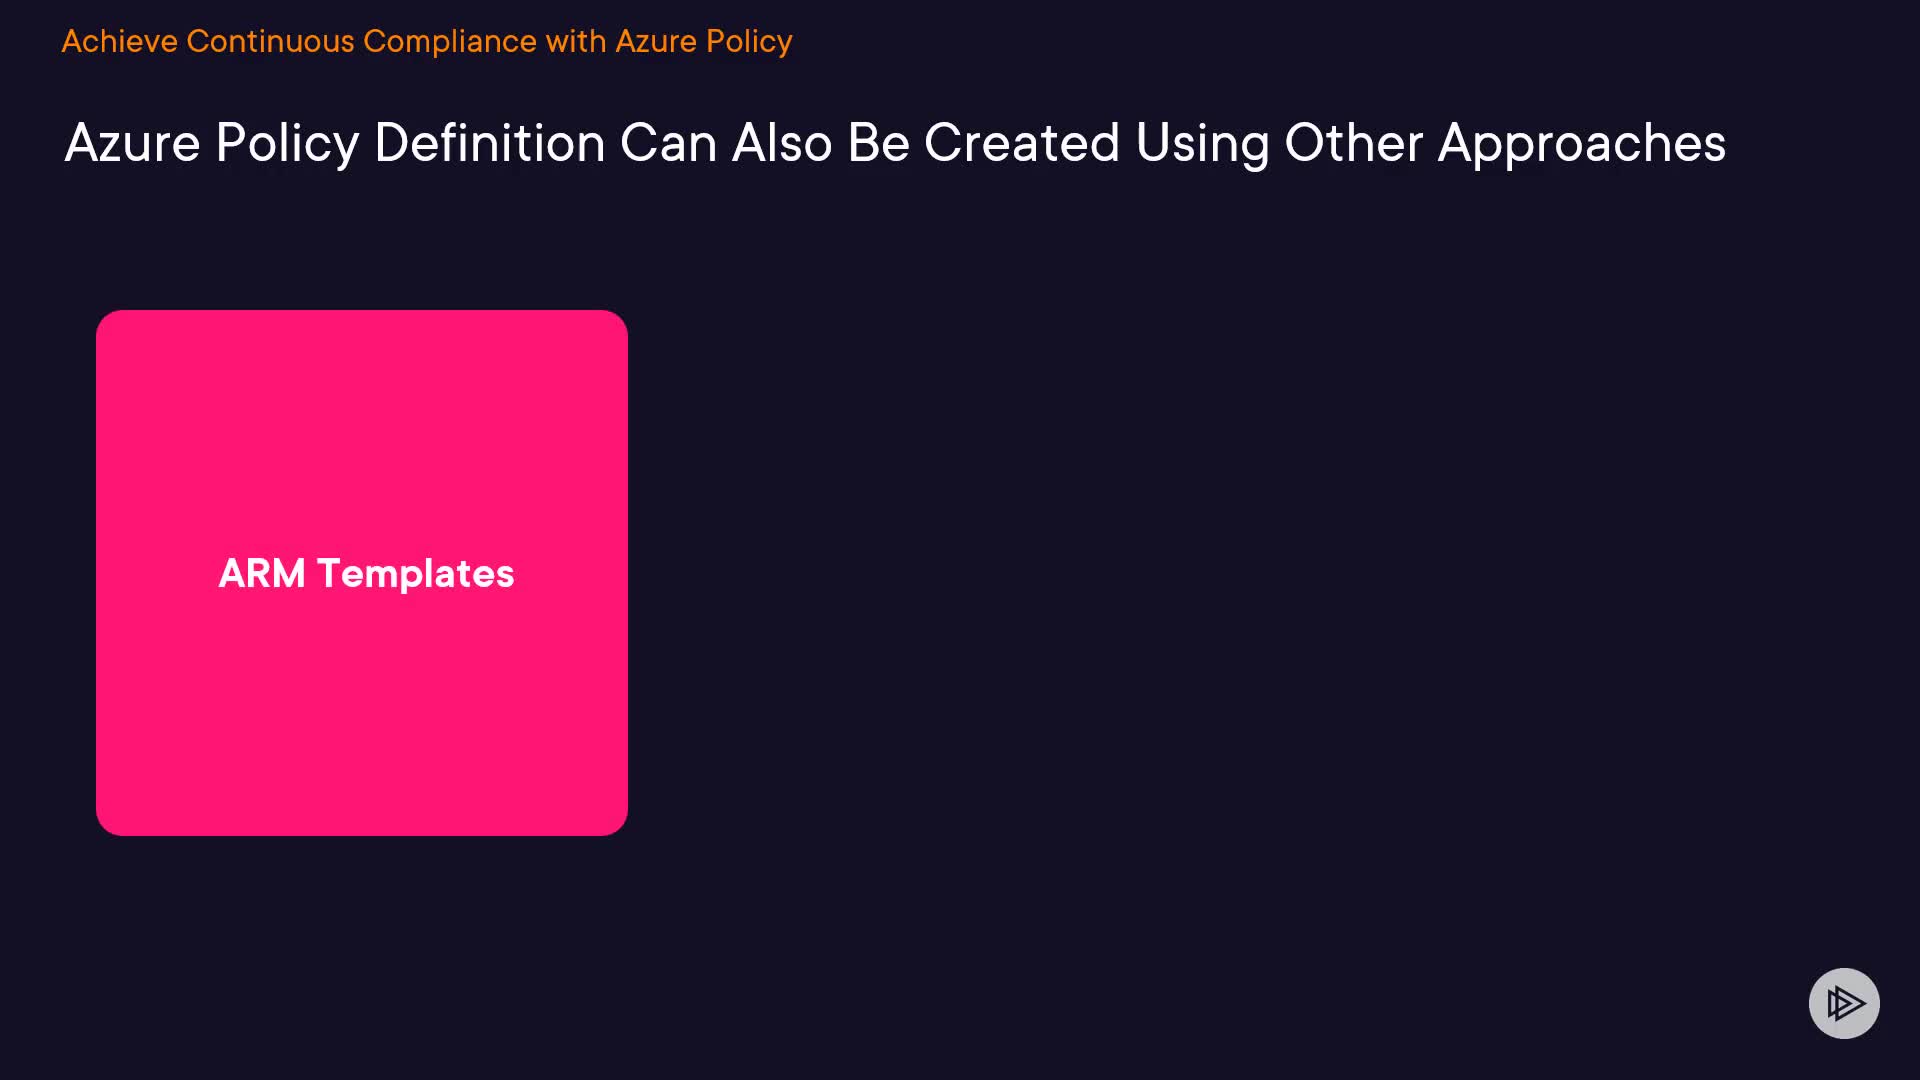 Achieve Continuous Compliance with Azure Policy
Azure Policy Definition Can Also Be Created Using Other Approaches
ARM Templates